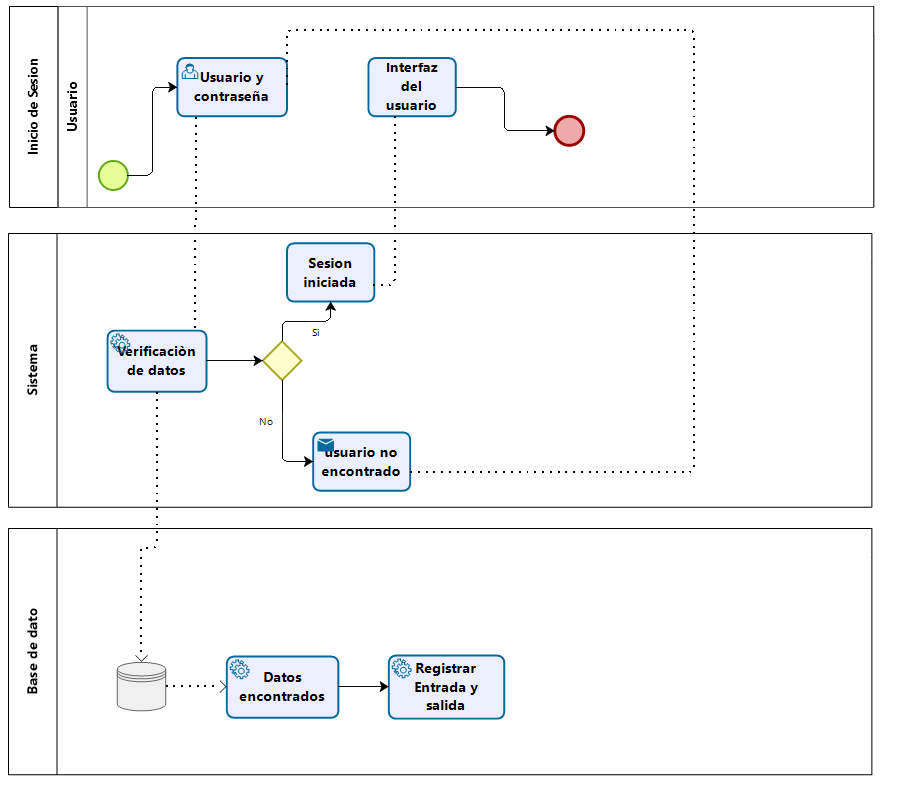 Inicio de Sesion
Usuario
Usuario y
contraseña
Interfaz
del
usuario
Sistema
Sesion
iniciada
Si
Verificaciòn
de datos
No
usuario no
encontrado
Base de dato
Datos
encontrados
Registrar
Entrada y
salida